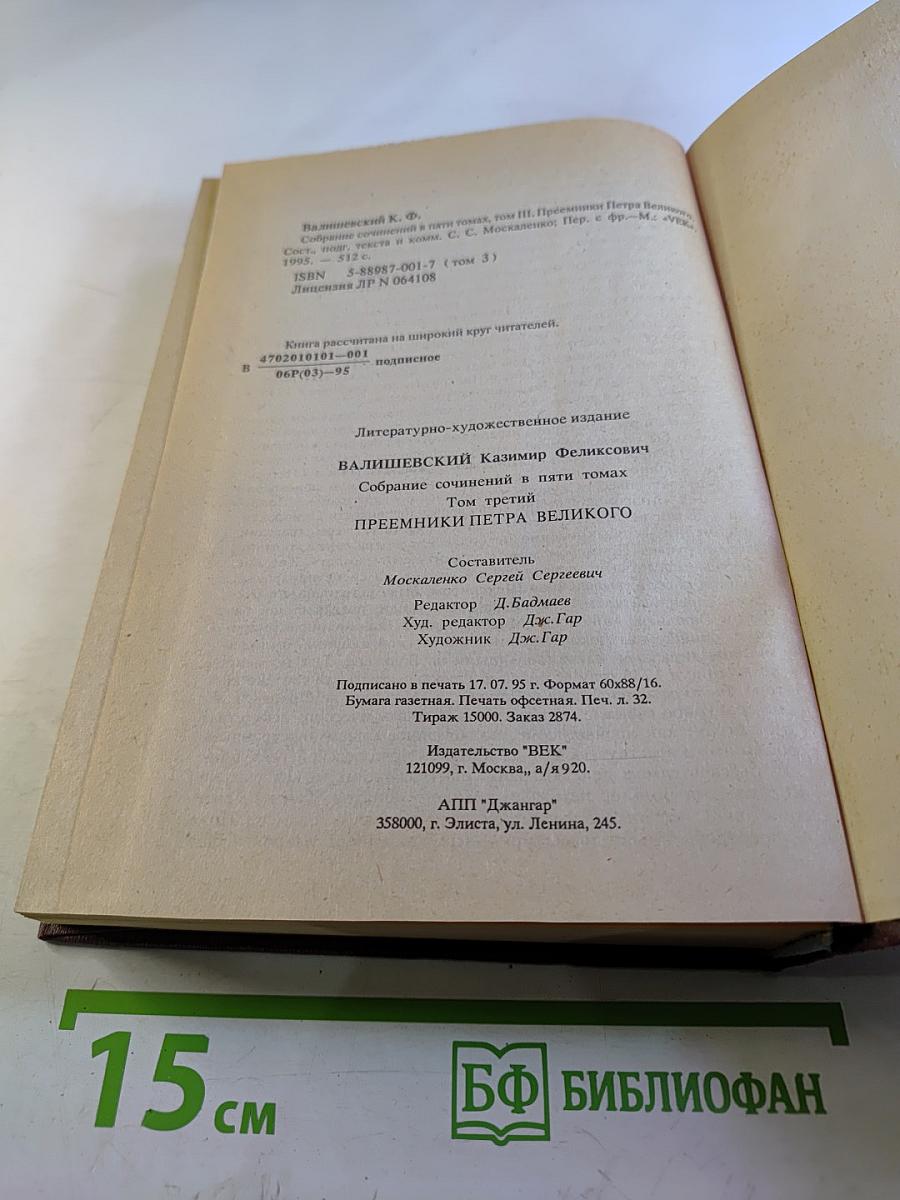 Валишевский К. Ф.
Собрание сочинений в пяти томах, том III. Преемники Петра Великого.
Сост., подг. текста и комм. С. С. Москаленко; Пер. с фр.—М.: «VEK»,
1995. — 512 с.
ISBN 5-88987-001-7 ( том 3 )
Лицензия ЛР N 064108
Книга рассчитана на широкий круг читателей.
В 4702010101—001 подписное
06Р(03)—95
Литературно-художественное издание
ВАЛИШЕВСКИЙ Казимир Феликсович
Собрание сочинений в пяти томах
Том третий
ПРЕЕМНИКИ ПЕТРА ВЕЛИКОГО
Составитель
Москаленко Сергей Сергеевич
Редактор Д.Бадмаев
Худ. редактор Дж.Гар
Художник Дж.Гар
Подписано в печать 17. 07. 95 г. Формат 60х88/16.
Бумага газетная. Печать офсетная. Печ. л. 32.
Тираж 15000. Заказ 2874.
Издательство "ВЕК"
121099, г. Москва,, а/я 920.
АПП "Джангар"
358000, г. Элиста, ул. Ленина, 245.
15 см
БФ БИБЛИОФАН